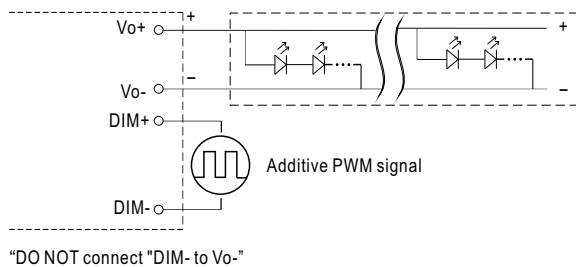 Vo+
+
+
Vo-
−
−
DIM+
Additive PWM signal
DIM-
“DO NOT connect "DIM- to Vo-”